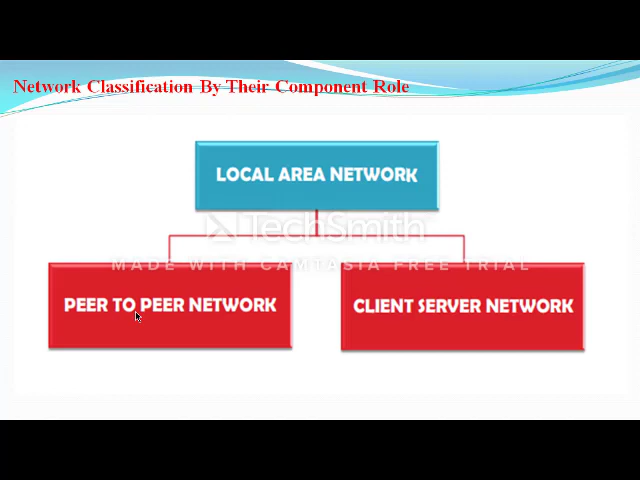 Network Classification By Their Component Role
LOCAL AREA NETWORK
TechSmith
MADE WITH CAMTASIA FREE TRIAL
PEER TO PEER NETWORK
CLIENT SERVER NETWORK